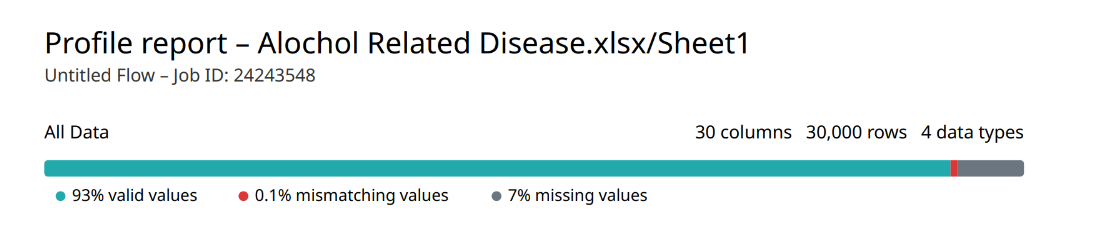 Profile report – Alochol Related Disease.xlsx/Sheet1
Untitled Flow – Job ID: 24243548
All Data 30 columns 30,000 rows 4 data types
93% valid values 0.1% mismatching values 7% missing values